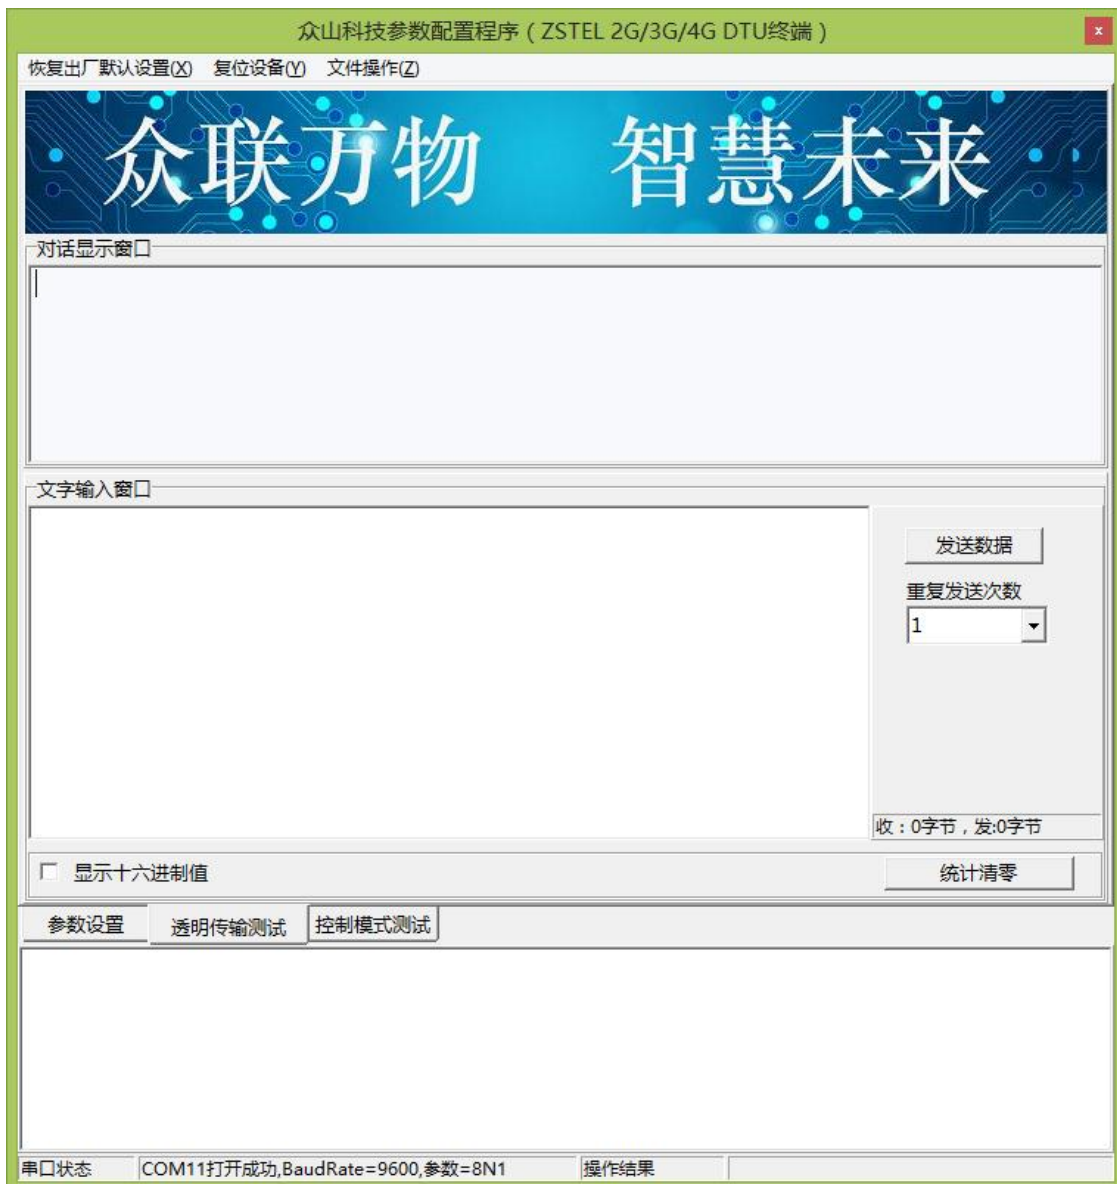 众山科技参数配置程序（ZSTEL 2G/3G/4G DTU终端）
x
恢复出厂默认设置(X) 复位设备(Y) 文件操作(Z)
众联万物 智慧未来
对话显示窗口
文字输入窗口
发送数据
重复发送次数
1
收：0字节，发:0字节
显示十六进制值
统计清零
参数设置 透明传输测试 控制模式测试
串口状态 COM11打开成功,BaudRate=9600,参数=8N1 操作结果